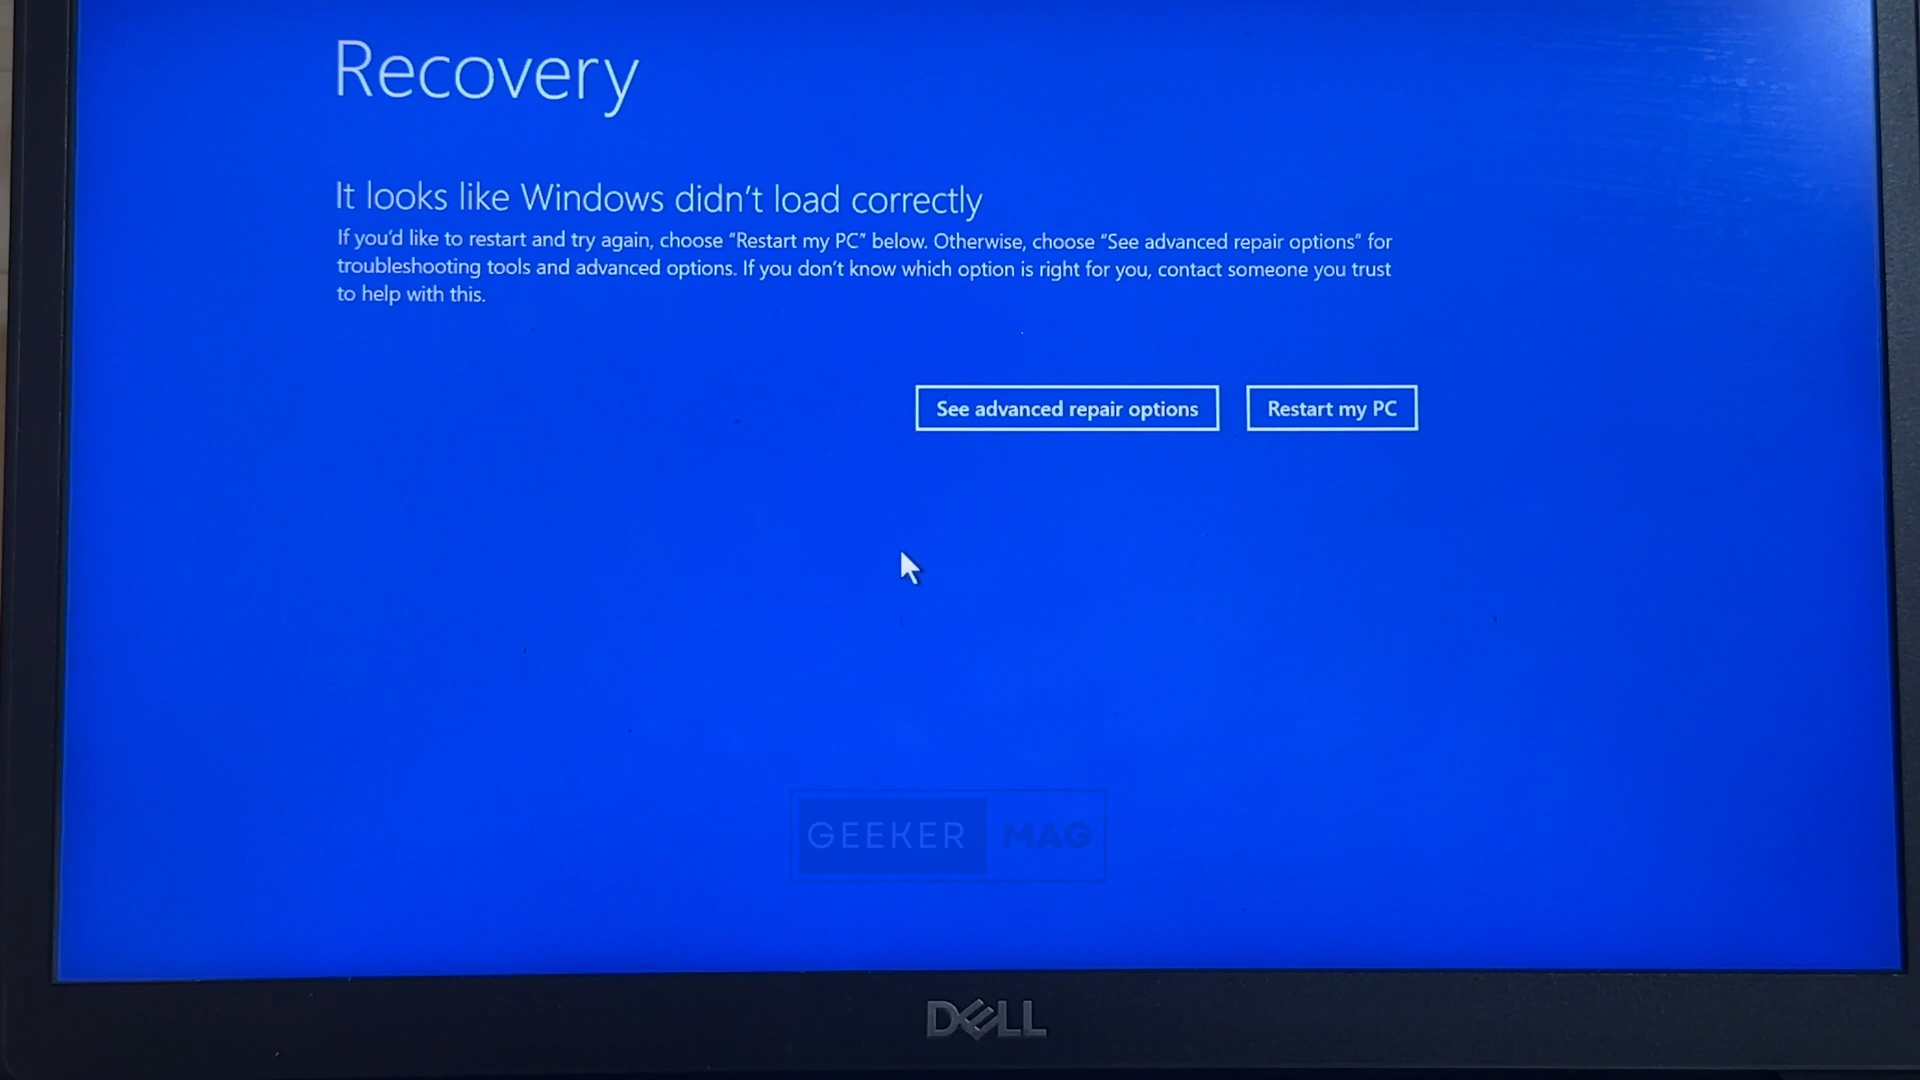 Recovery
It looks like Windows didn't load correctly
If you'd like to restart and try again, choose "Restart my PC" below. Otherwise, choose "See advanced repair options" for
troubleshooting tools and advanced options. If you don't know which option is right for you, contact someone you trust
to help with this.
See advanced repair options Restart my PC
GEEKER MAG
DELL